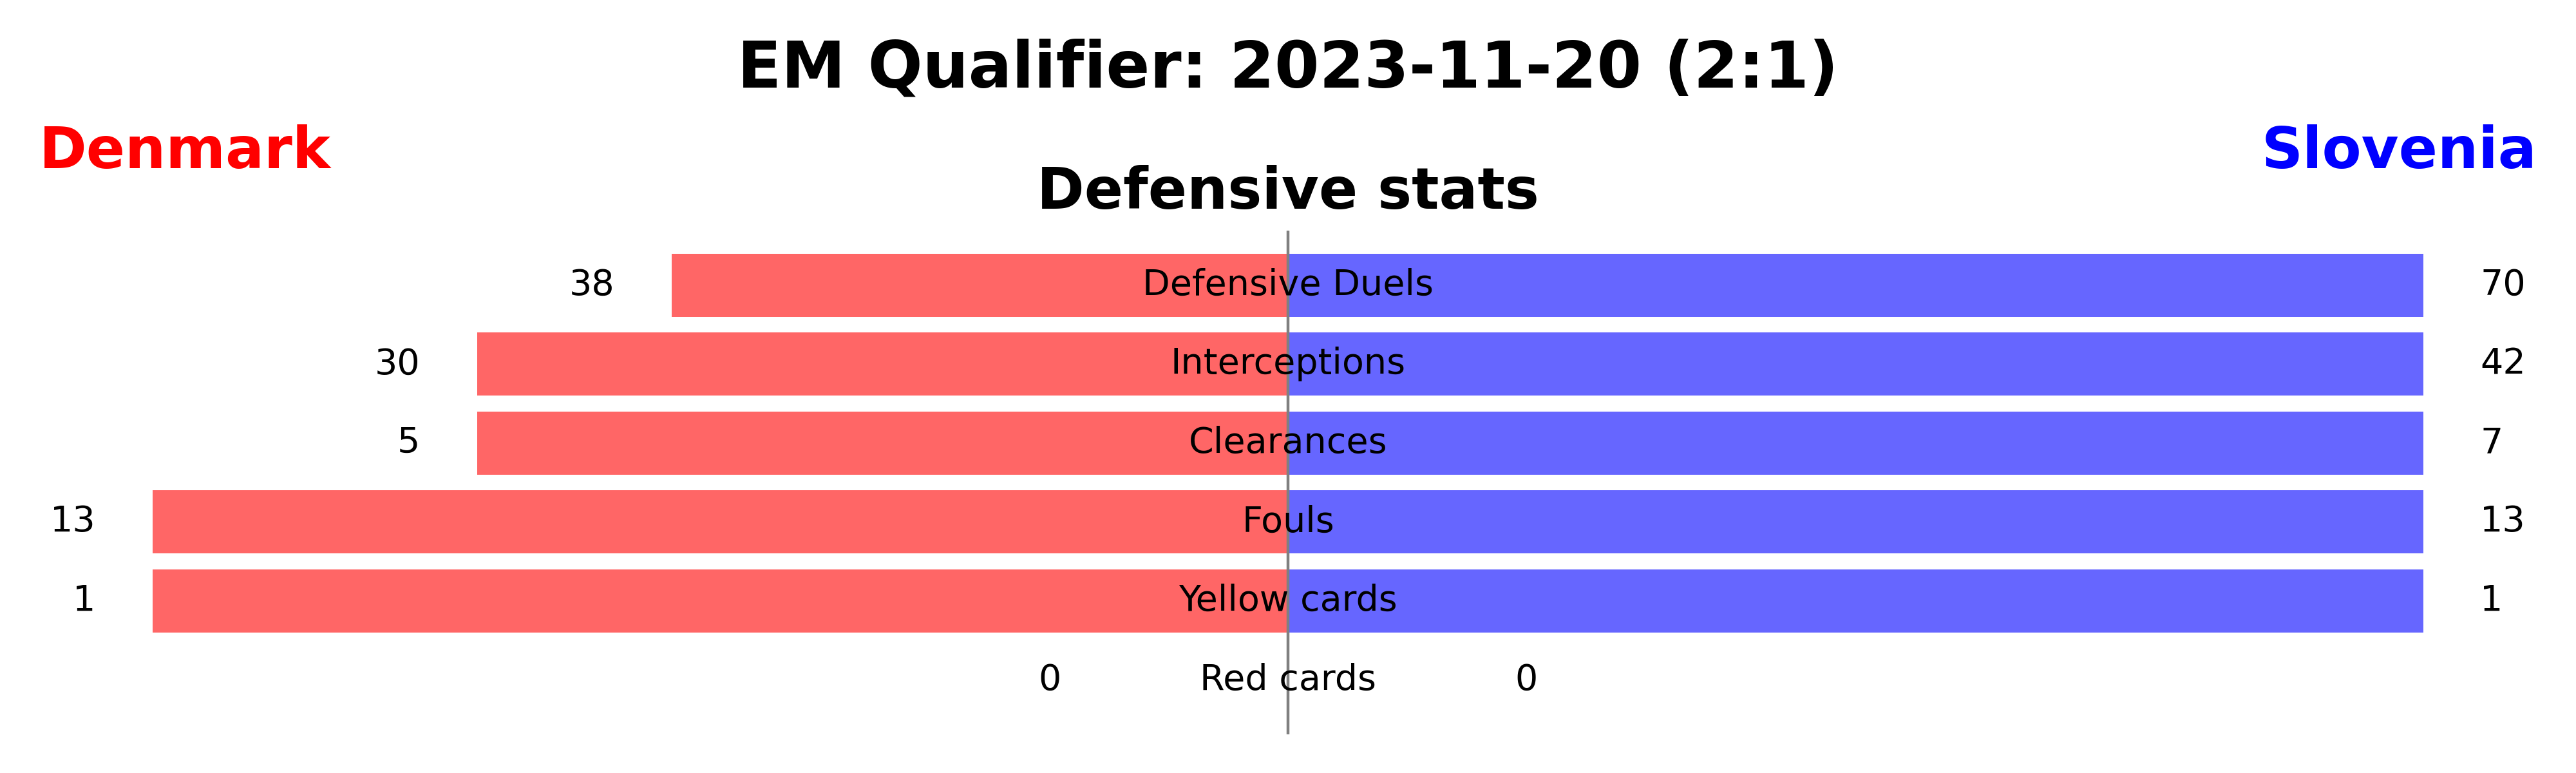 EM Qualifier: 2023-11-20 (2:1)
Denmark Slovenia
Defensive stats
38 Defensive Duels 70
30 Interceptions 42
5 Clearances 7
13 Fouls 13
1 Yellow cards 1
0 Red cards 0